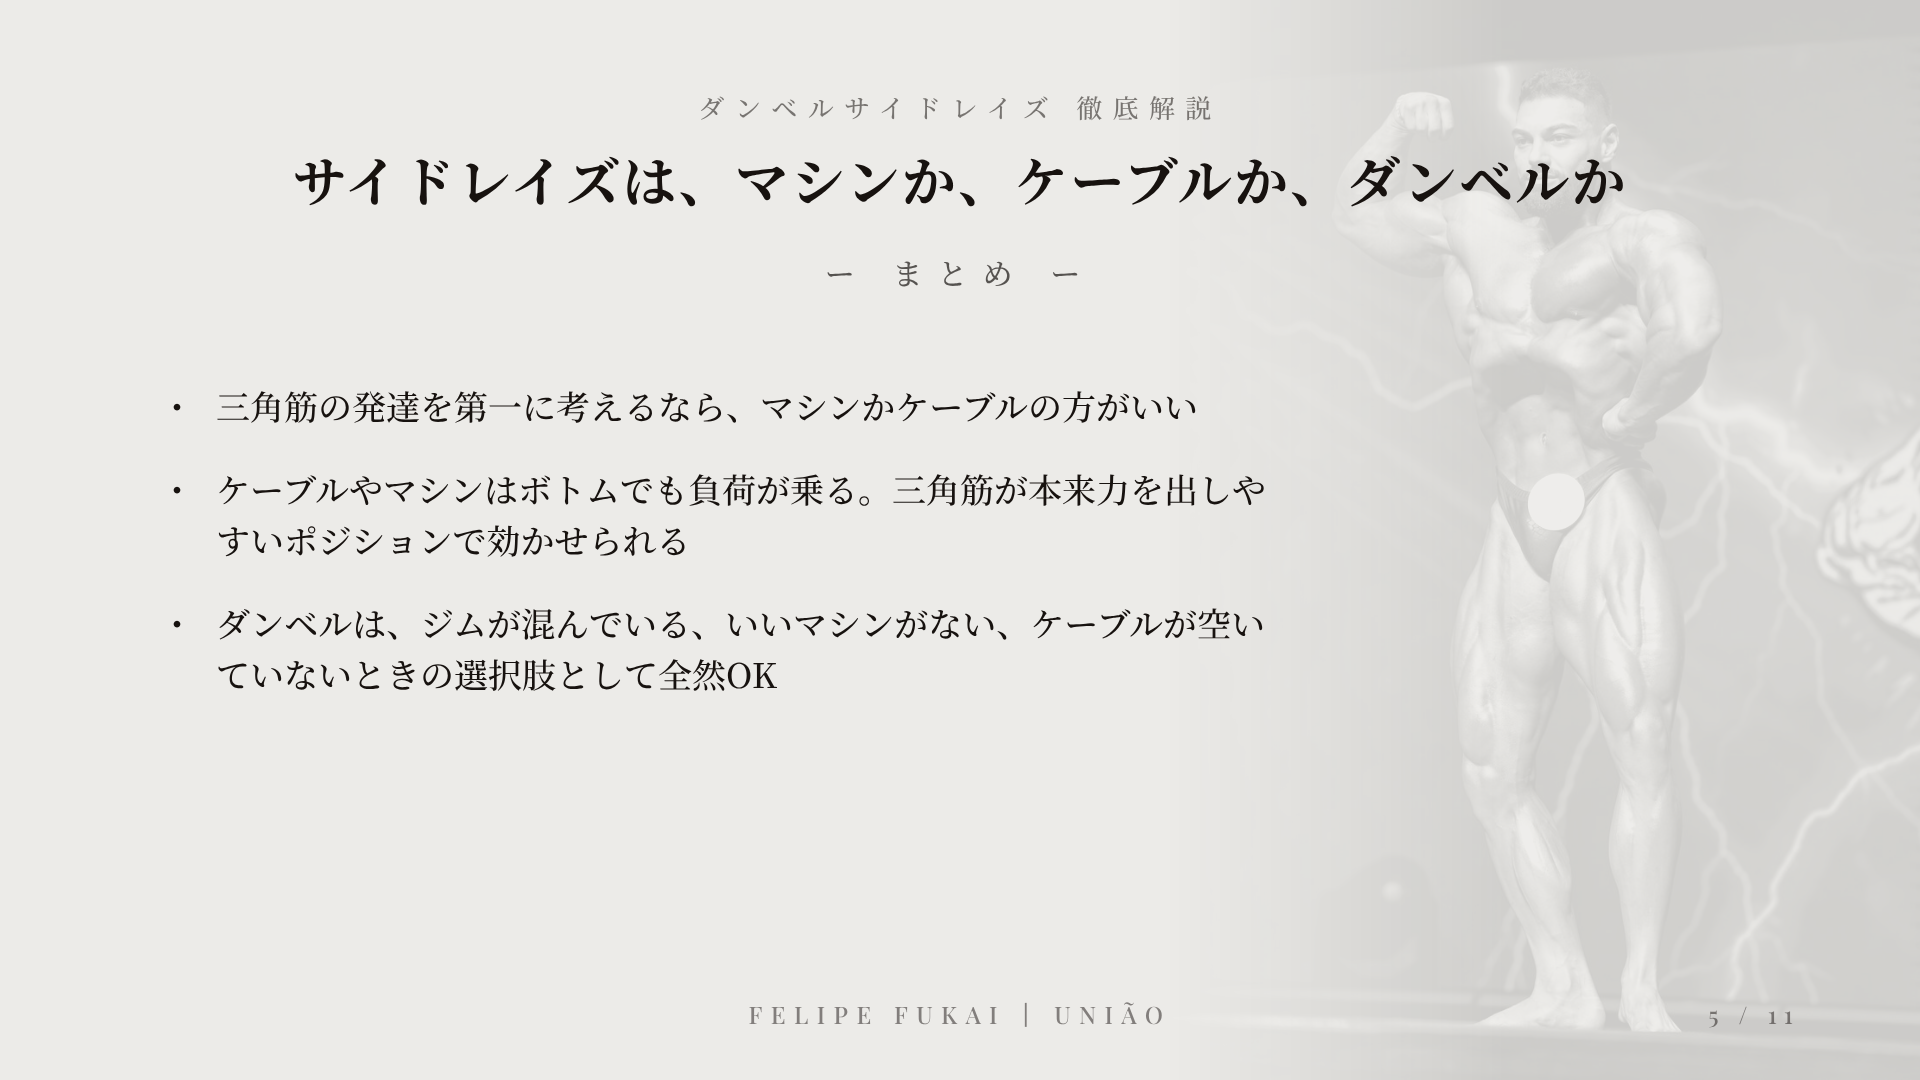 ダンベルサイドレイズ 徹底解説
サイドレイズは、マシンか、ケーブルか、ダンベルか
ー まとめ ー
・ 三角筋の発達を第一に考えるなら、マシンかケーブルの方がいい
・ ケーブルやマシンはボトムでも負荷が乗る。三角筋が本来力を出しや
すいポジションで効かせられる
・ ダンベルは、ジムが混んでいる、いいマシンがない、ケーブルが空い
ていないときの選択肢として全然OK
FELIPE FUKAI | UNIÃO
5 / 11